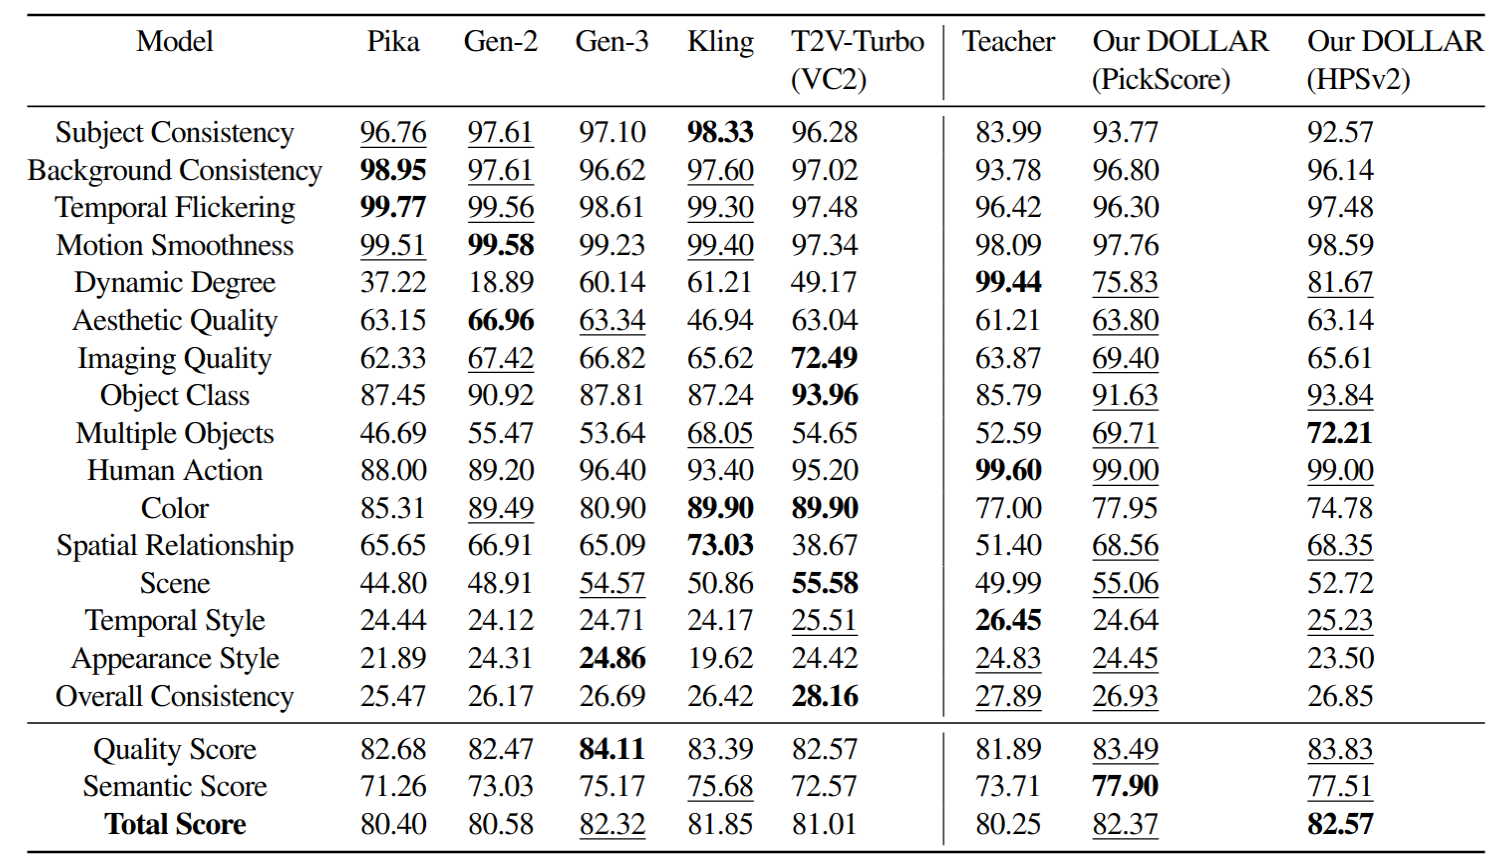 Model Pika Gen-2 Gen-3 Kling T2V-Turbo Teacher Our DOLLAR Our DOLLAR
(VC2) (PickScore) (HPSv2)
Subject Consistency 96.76 97.61 97.10 98.33 96.28 83.99 93.77 92.57
Background Consistency 98.95 97.61 96.62 97.60 97.02 93.78 96.80 96.14
Temporal Flickering 99.77 99.56 98.61 99.30 97.48 96.42 96.30 97.48
Motion Smoothness 99.51 99.58 99.23 99.40 97.34 98.09 97.76 98.59
Dynamic Degree 37.22 18.89 60.14 61.21 49.17 99.44 75.83 81.67
Aesthetic Quality 63.15 66.96 63.34 46.94 63.04 61.21 63.80 63.14
Imaging Quality 62.33 67.42 66.82 65.62 72.49 63.87 69.40 65.61
Object Class 87.45 90.92 87.81 87.24 93.96 85.79 91.63 93.84
Multiple Objects 46.69 55.47 53.64 68.05 54.65 52.59 69.71 72.21
Human Action 88.00 89.20 96.40 93.40 95.20 99.60 99.00 99.00
Color 85.31 89.49 80.90 89.90 89.90 77.00 77.95 74.78
Spatial Relationship 65.65 66.91 65.09 73.03 38.67 51.40 68.56 68.35
Scene 44.80 48.91 54.57 50.86 55.58 49.99 55.06 52.72
Temporal Style 24.44 24.12 24.71 24.17 25.51 26.45 24.64 25.23
Appearance Style 21.89 24.31 24.86 19.62 24.42 24.83 24.45 23.50
Overall Consistency 25.47 26.17 26.69 26.42 28.16 27.89 26.93 26.85
Quality Score 82.68 82.47 84.11 83.39 82.57 81.89 83.49 83.83
Semantic Score 71.26 73.03 75.17 75.68 72.57 73.71 77.90 77.51
Total Score 80.40 80.58 82.32 81.85 81.01 80.25 82.37 82.57